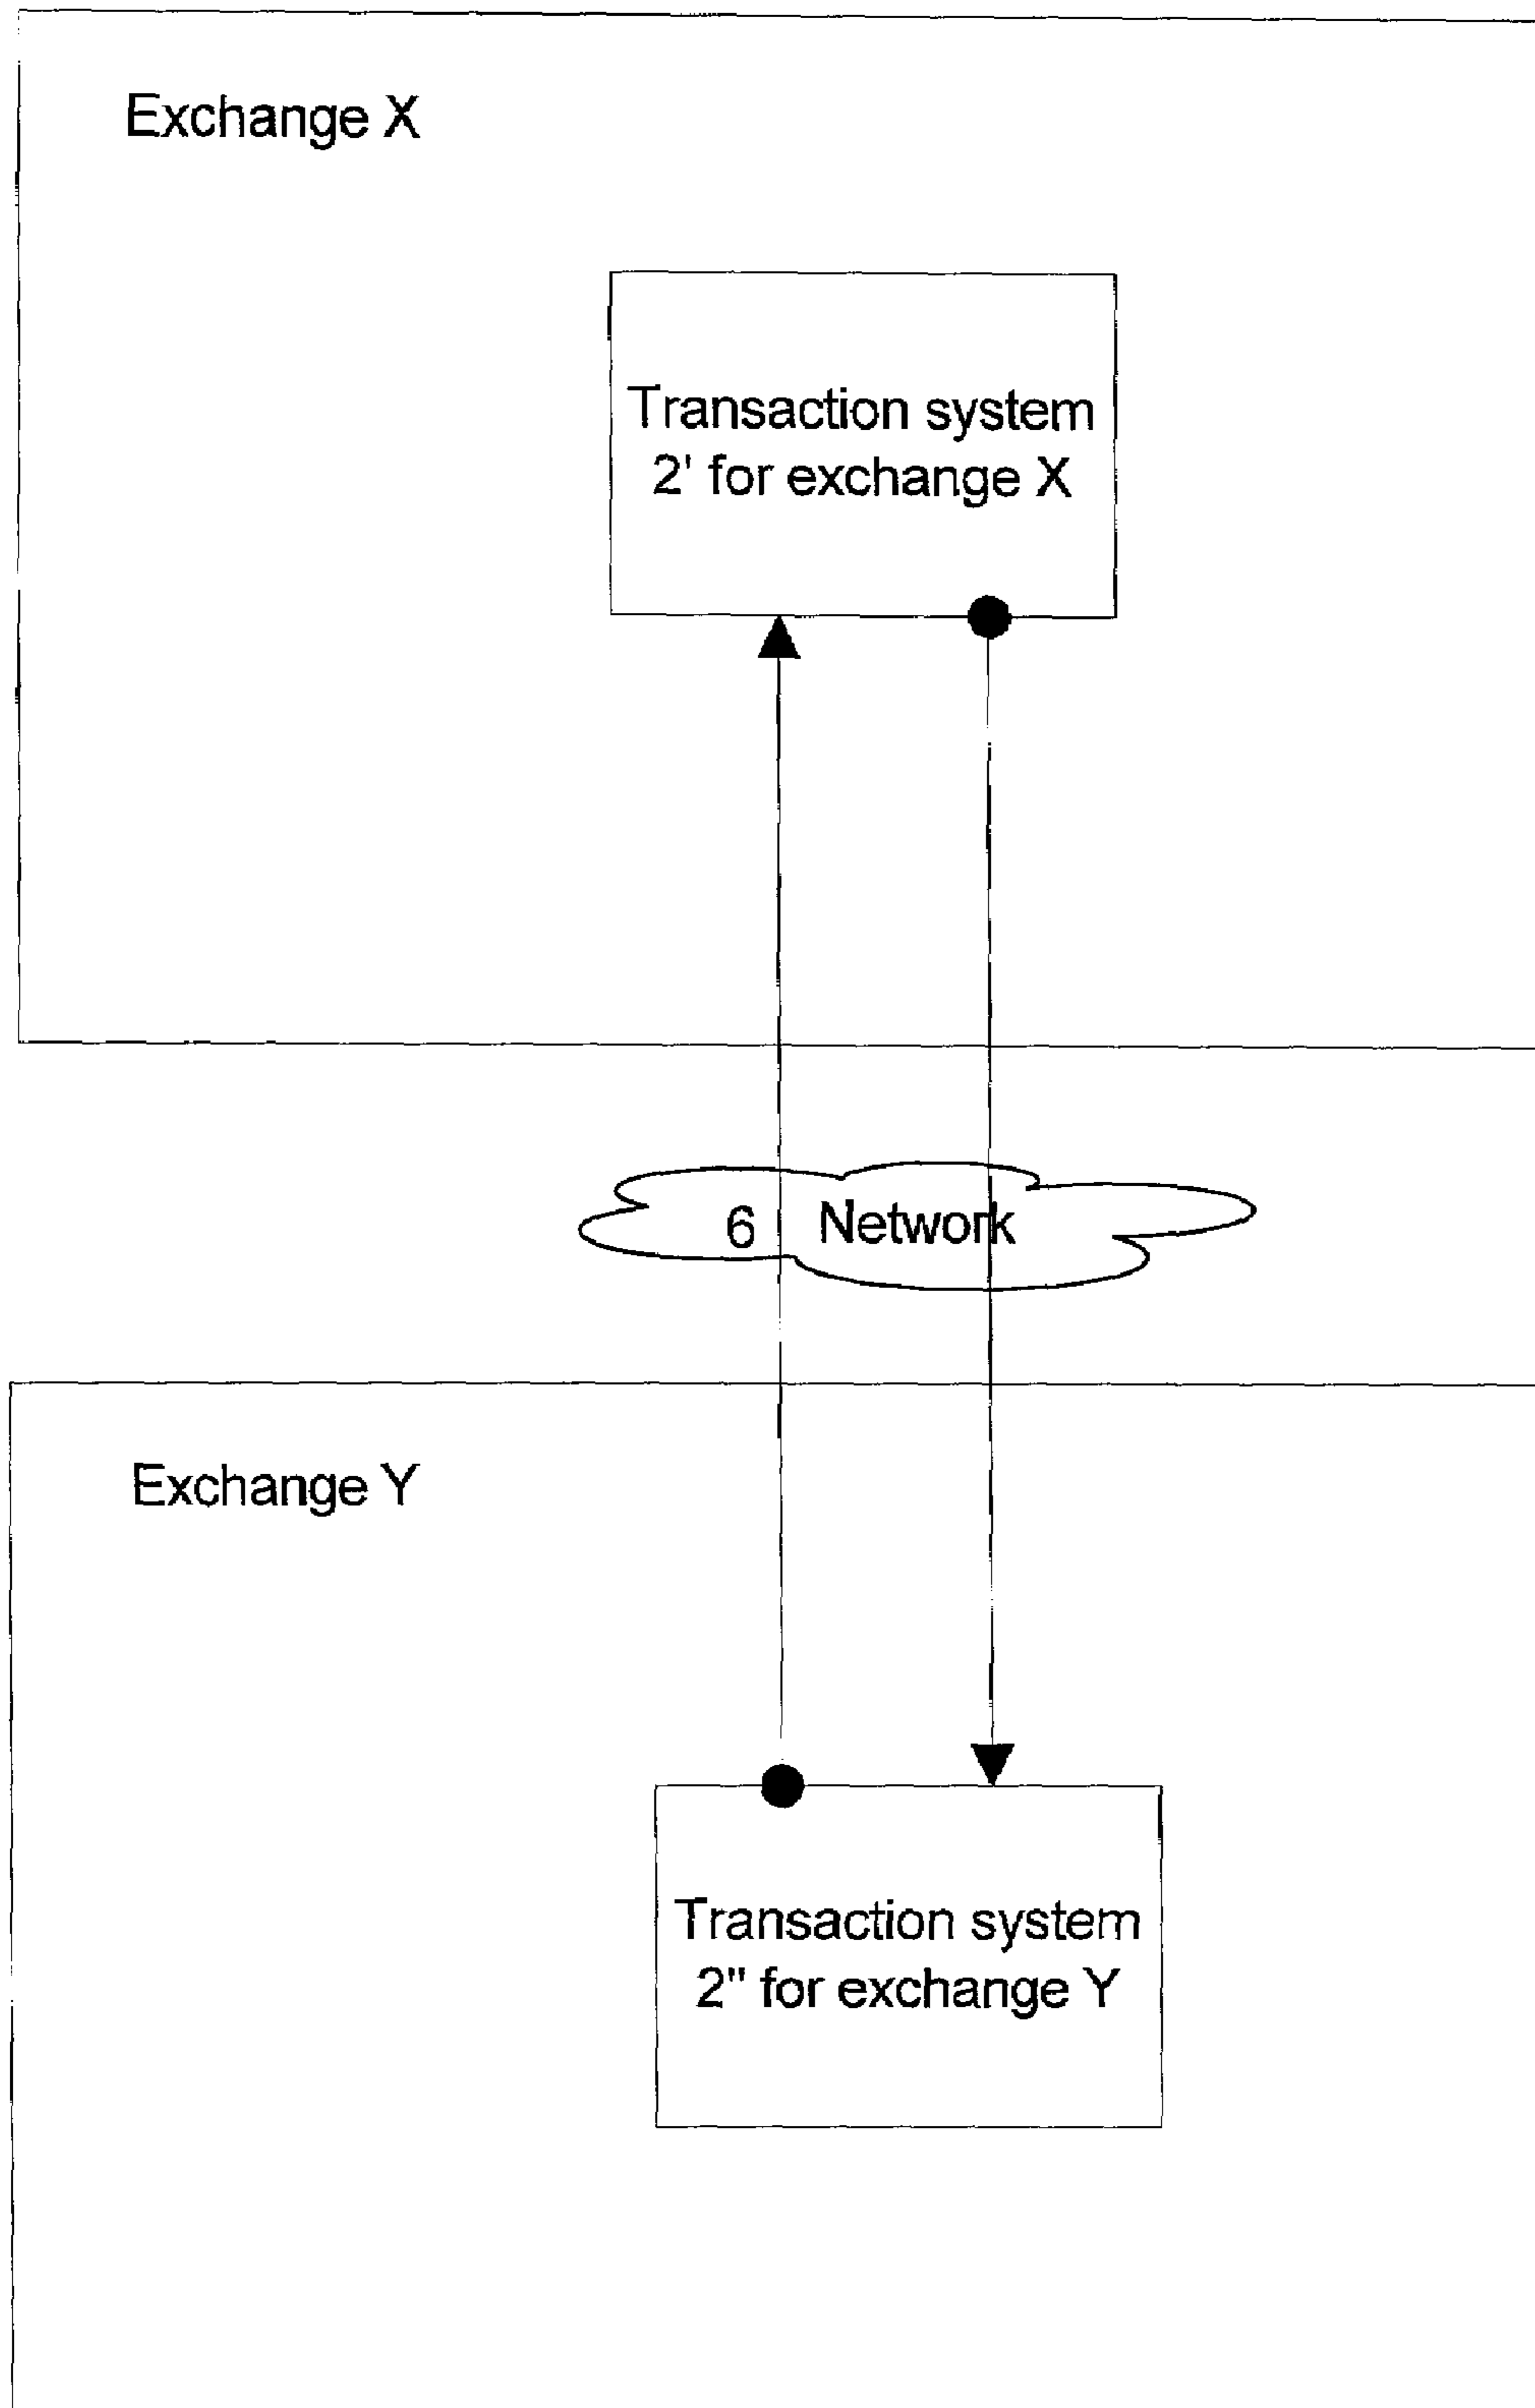 Exchange X
Transaction system
2' for exchange X
6 Network
Exchange Y
Transaction system
2" for exchange Y